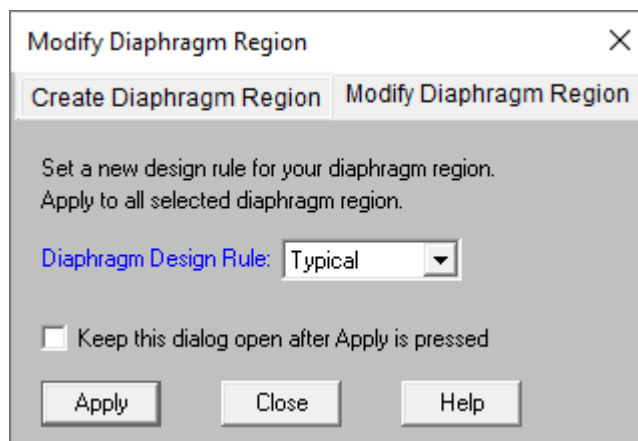 Modify Diaphragm Region
Create Diaphragm Region Modify Diaphragm Region
Set a new design rule for your diaphragm region.
Apply to all selected diaphragm region.
Diaphragm Design Rule: Typical
Keep this dialog open after Apply is pressed
Apply Close Help